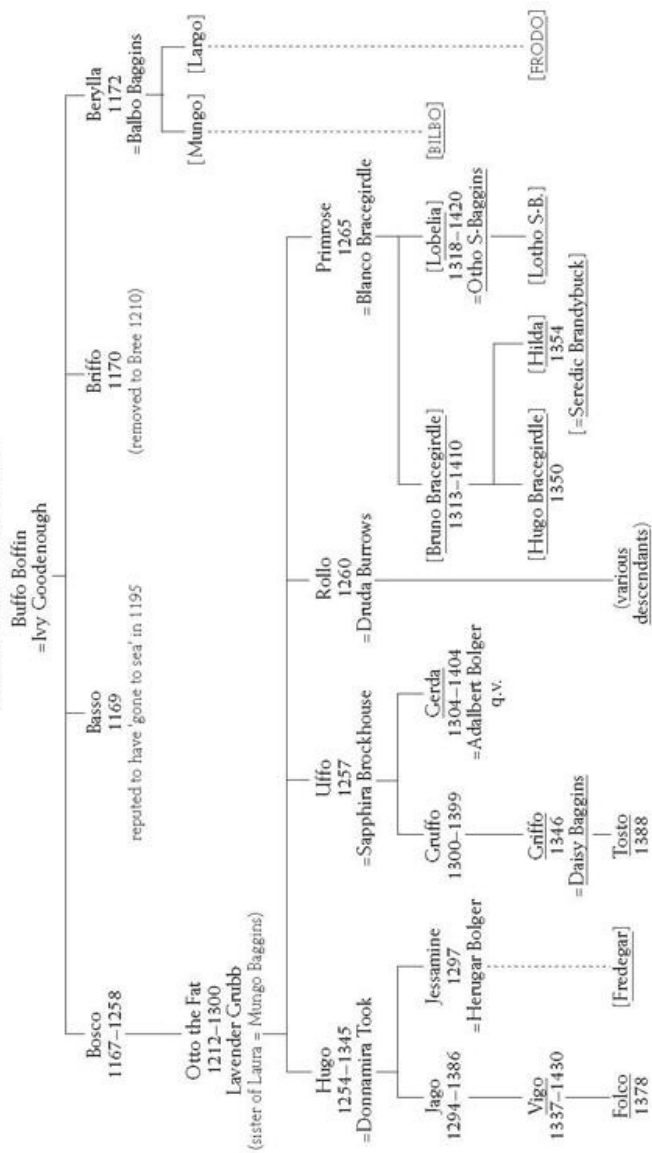 Buffo Boffin
=Ivy Goodenough
Bosco
1167–1258
Basso
1169
reputed to have 'gone to sea' in 1195
Briffo
1170
(removed to Bree 1210)
Berylla
1172
=Balbo Baggins
[Mungo]
[Largo]
Otto the Fat
1212–1300
Lavender Grubb
(sister of Laura = Mungo Baggins)
Hugo
1254–1345
=Donnamira Took
Uffo
1257
=Sapphira Brockhouse
Rollo
1260
=Druda Burrows
Primrose
1265
=Blanco Bracegirdle
Jago
1294–1386
Jessamine
1297
=Herugar Bolger
Gruffo
1300–1399
Gerda
1304–1404
=Adalbert Bolger
q.v.
[Bruno Bracegirdle]
1313–1410
[Lobelia]
1318–1420
=Otho S-Baggins
[BILBO]
Vigo
1337–1430
Griffo
1346
=Daisy Baggins
[Hugo Bracegirdle]
1350
[Hilda]
1354
[=Seredic Brandybuck]
[Lotho S-B.]
[FRODO]
Folco
1378
[Fredegar]
Tosto
1388
(various
descendants)